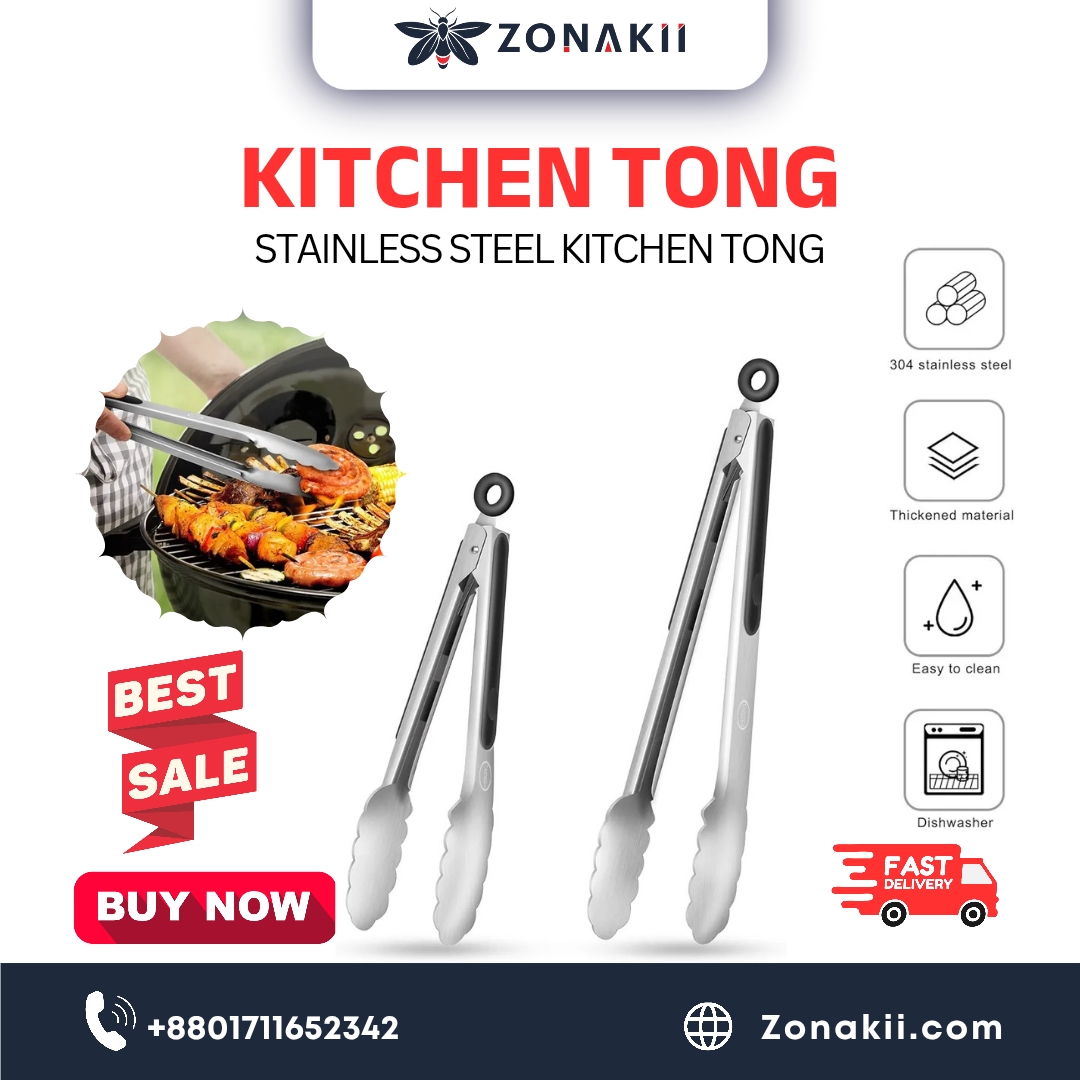 ZONAKII
KITCHEN TONG
STAINLESS STEEL KITCHEN TONG
304 stainless steel
Thickened material
Easy to clean
Dishwasher
BEST
SALE
BUY NOW
FAST
DELIVERY
+8801711652342
Zonakii.com